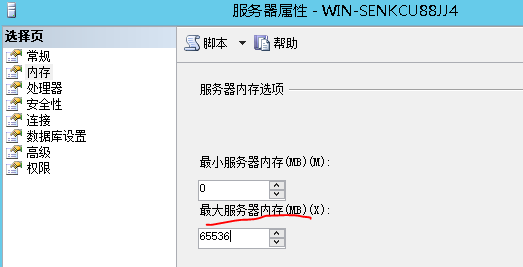 服务器属性 - WIN-SENKCU88JJ4
选择页
常规
内存
处理器
安全性
连接
数据库设置
高级
权限
脚本 帮助
服务器内存选项
最小服务器内存(MB)(M):
0
最大服务器内存(MB)(X):
65536